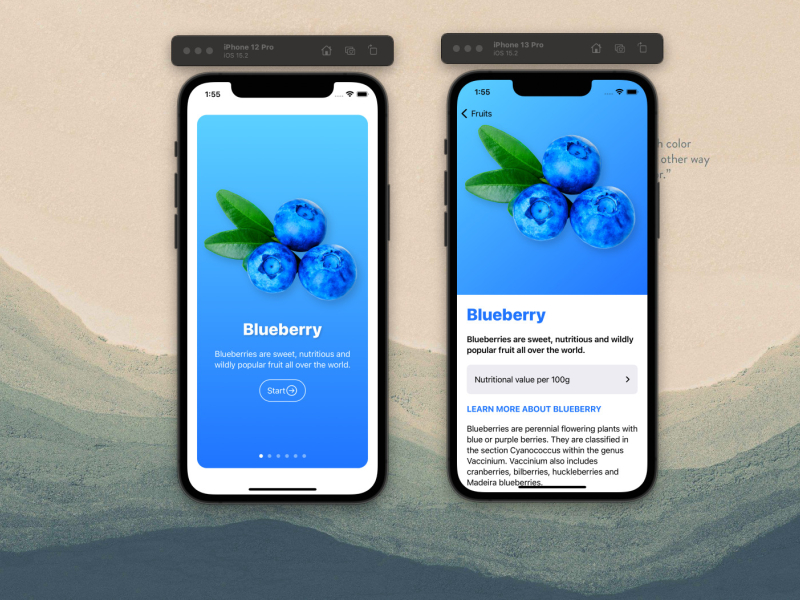 iPhone 12 Pro
iOS 15.2
1:55
Blueberry
Blueberries are sweet, nutritious and
wildly popular fruit all over the world.
Start
iPhone 13 Pro
iOS 15.2
1:55
Fruits
Blueberry
Blueberries are sweet, nutritious and wildly
popular fruit all over the world.
Nutritional value per 100g
LEARN MORE ABOUT BLUEBERRY
Blueberries are perennial flowering plants with
blue or purple berries. They are classified in
the section Cyanococcus within the genus
Vaccinium. Vaccinium also includes
cranberries, bilberries, huckleberries and
Madeira blueberries.
color
other way